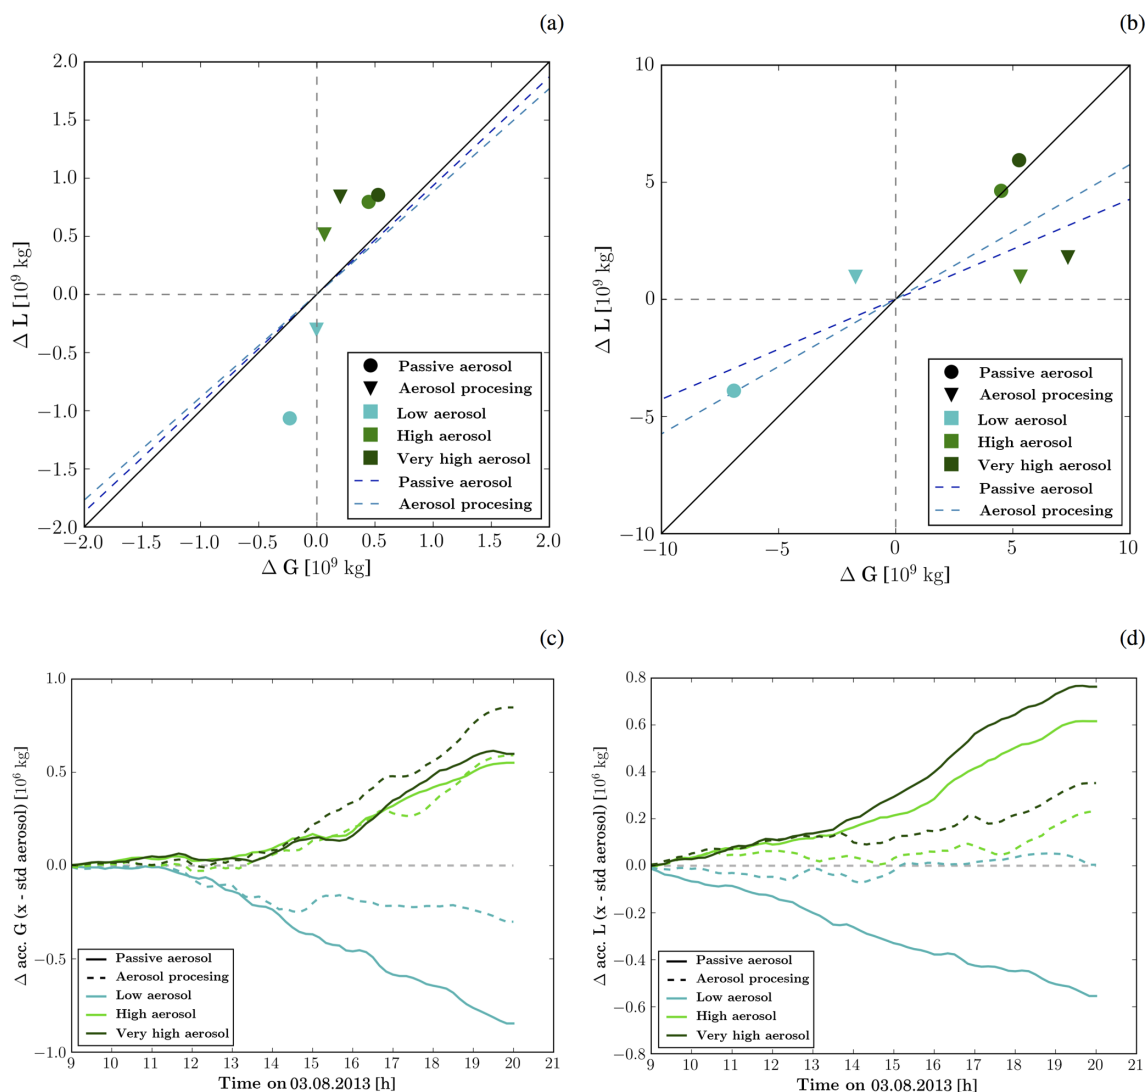 (a)
2.0
1.5
1.0
0.5
0.0
−0.5
−1.0
−1.5
−2.0
Δ L [10⁹ kg]
Passive aerosol
Aerosol procesing
Low aerosol
High aerosol
Very high aerosol
Passive aerosol
Aerosol procesing
−2.0 −1.5 −1.0 −0.5 0.0 0.5 1.0 1.5 2.0
Δ G [10⁹ kg]
(b)
10
5
0
−5
−10
Δ L [10⁹ kg]
Passive aerosol
Aerosol procesing
Low aerosol
High aerosol
Very high aerosol
Passive aerosol
Aerosol procesing
−10 −5 0 5 10
Δ G [10⁹ kg]
(c)
1.0
0.5
0.0
−0.5
−1.0
Δ acc. G (x - std aerosol) [10⁶ kg]
Passive aerosol
Aerosol procesing
Low aerosol
High aerosol
Very high aerosol
9 10 11 12 13 14 15 16 17 18 19 20 21
Time on 03.08.2013 [h]
(d)
0.8
0.6
0.4
0.2
0.0
−0.2
−0.4
−0.6
−0.8
Δ acc. L (x - std aerosol) [10⁶ kg]
Passive aerosol
Aerosol procesing
Low aerosol
High aerosol
Very high aerosol
9 10 11 12 13 14 15 16 17 18 19 20 21
Time on 03.08.2013 [h]